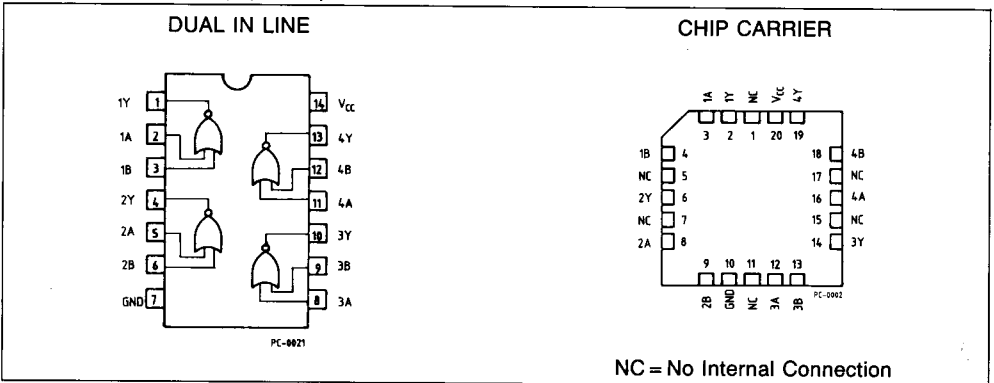 DUAL IN LINE
1Y 1
1A 2
1B 3
2Y 4
2A 5
2B 6
GND 7
14 VCC
13 4Y
12 4B
11 4A
10 3Y
9 3B
8 3A
PC-0021
CHIP CARRIER
1A 1Y NC VCC 4Y
3 2 1 20 19
1B 4
NC 5
2Y 6
NC 7
2A 8
18 4B
17 NC
16 4A
15 NC
14 3Y
9 10 11 12 13
2B GND NC 3A 3B
PC-0002
NC = No Internal Connection